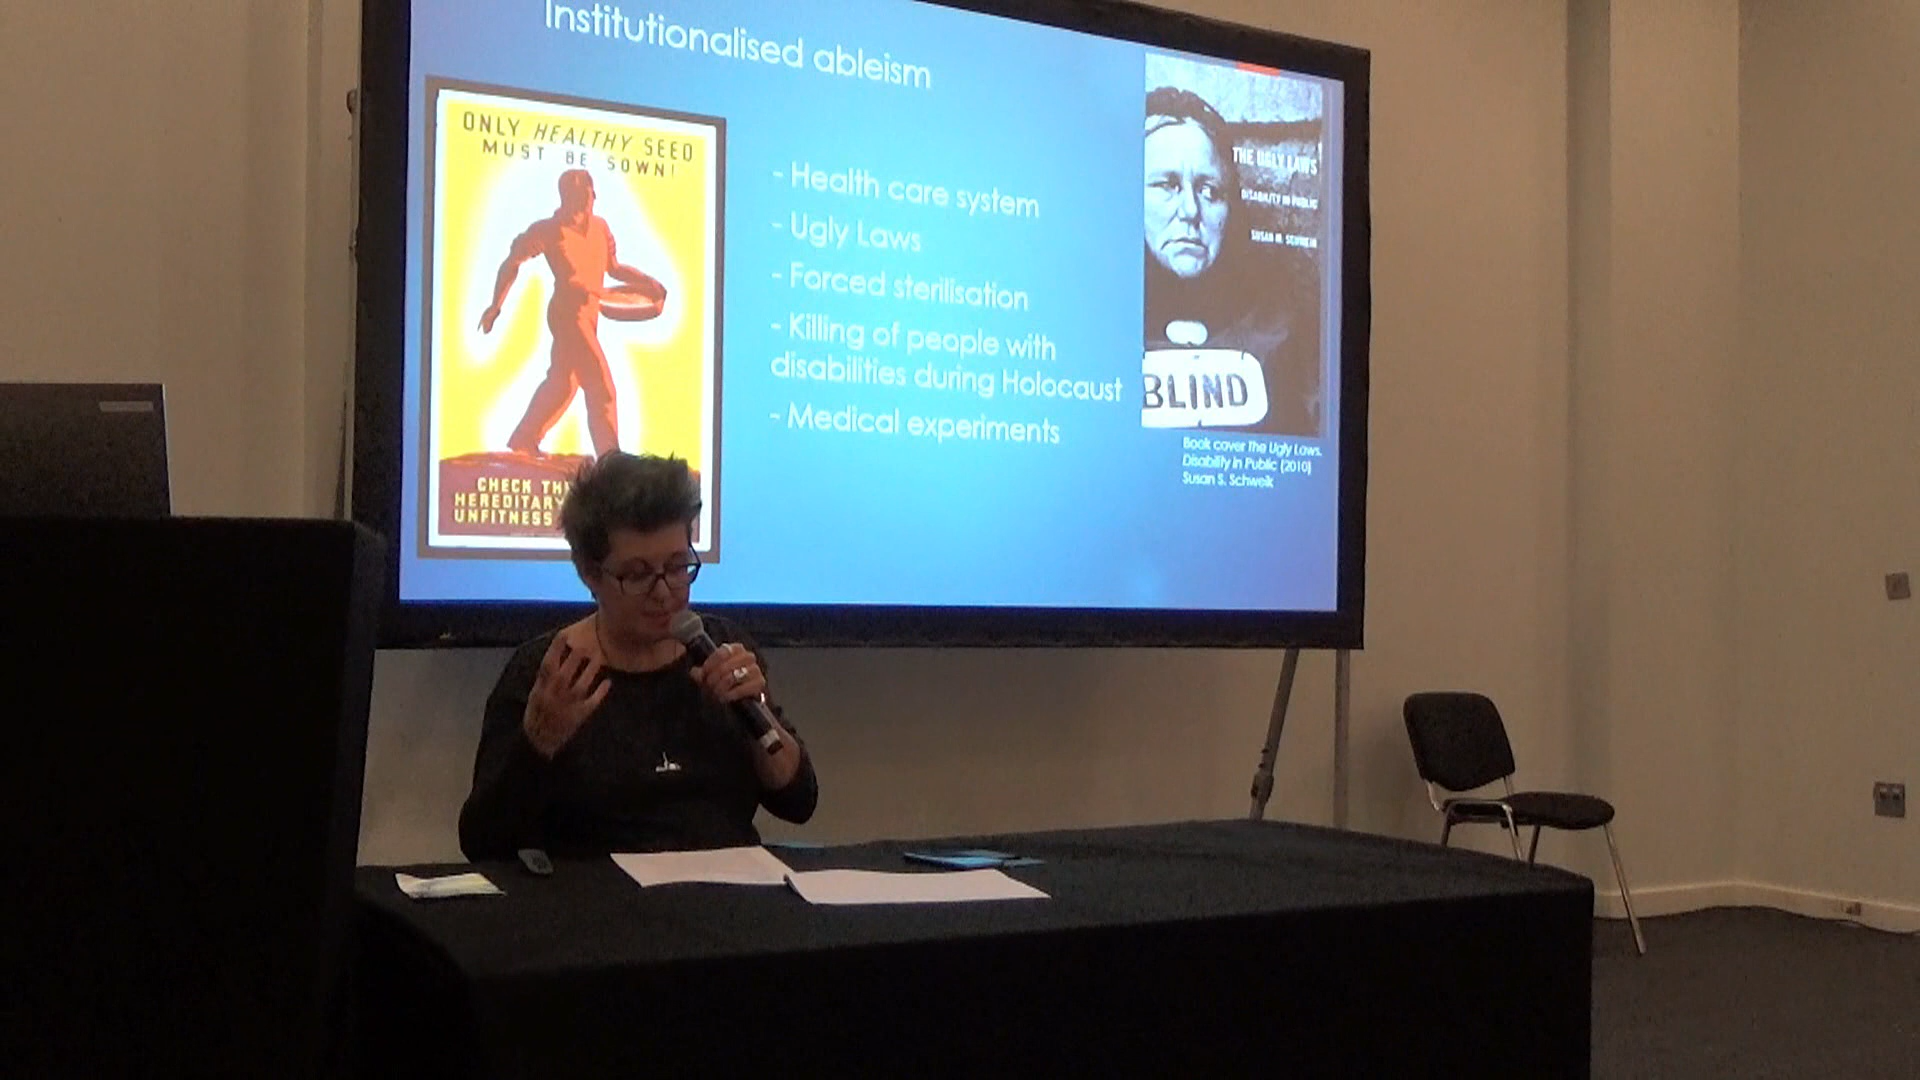 Institutionalised ableism
ONLY HEALTHY SEED
MUST BE SOWN!
CHECK
HEREDITARY
UNFITNESS
- Health care system
- Ugly Laws
- Forced sterilisation
- Killing of people with
disabilities during Holocaust
- Medical experiments
THE UGLY LAWS
DISABILITY IN PUBLIC
SUSAN M. SCHWEIK
BLIND
Book cover The Ugly Laws.
Disability in Public (2010)
Susan S. Schweik